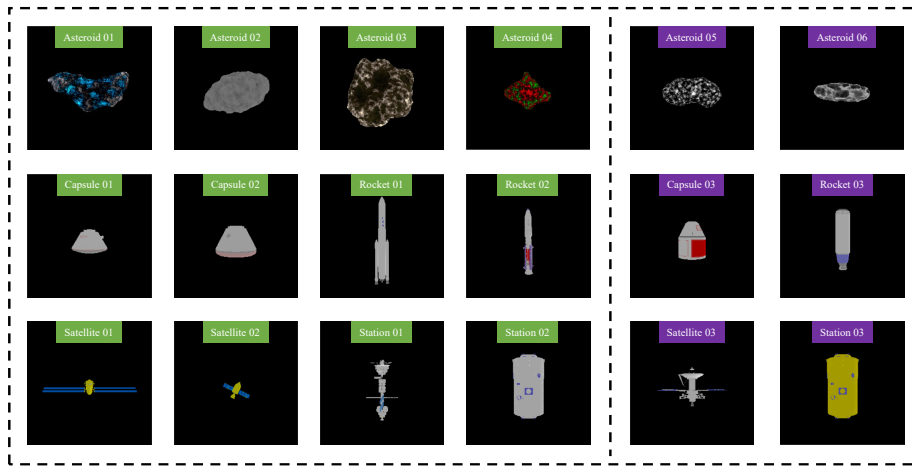 Asteroid 01
Asteroid 02
Asteroid 03
Asteroid 04
Asteroid 05
Asteroid 06
Capsule 01
Capsule 02
Rocket 01
Rocket 02
Capsule 03
Rocket 03
Satellite 01
Satellite 02
Station 01
Station 02
Satellite 03
Station 03